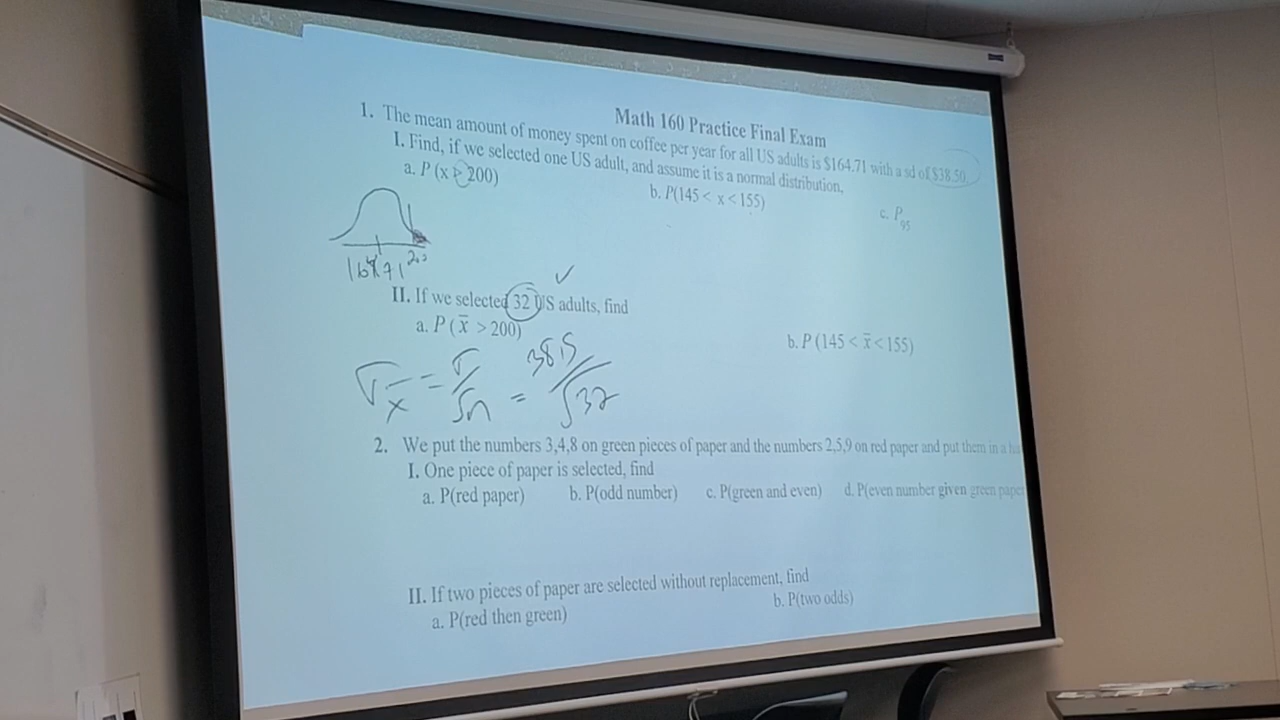 Math 160 Practice Final Exam
1. The mean amount of money spent on coffee per year for all US adults is $164.71 with a sd of $38.50
I. Find, if we selected one US adult, and assume it is a normal distribution,
a. P (x > 200) b. P(145 < x < 155) c. P₉₅
164.71 200
II. If we selected 32 US adults, find
a. P ( x̄ > 200) b. P (145 < x̄ < 155)
σx̄ = σ/√n = 38.5/√32
2. We put the numbers 3,4,8 on green pieces of paper and the numbers 2,5,9 on red paper and put them in a
I. One piece of paper is selected, find
a. P(red paper) b. P(odd number) c. P(green and even) d. P(even number given green paper
II. If two pieces of paper are selected without replacement, find
a. P(red then green) b. P(two odds)